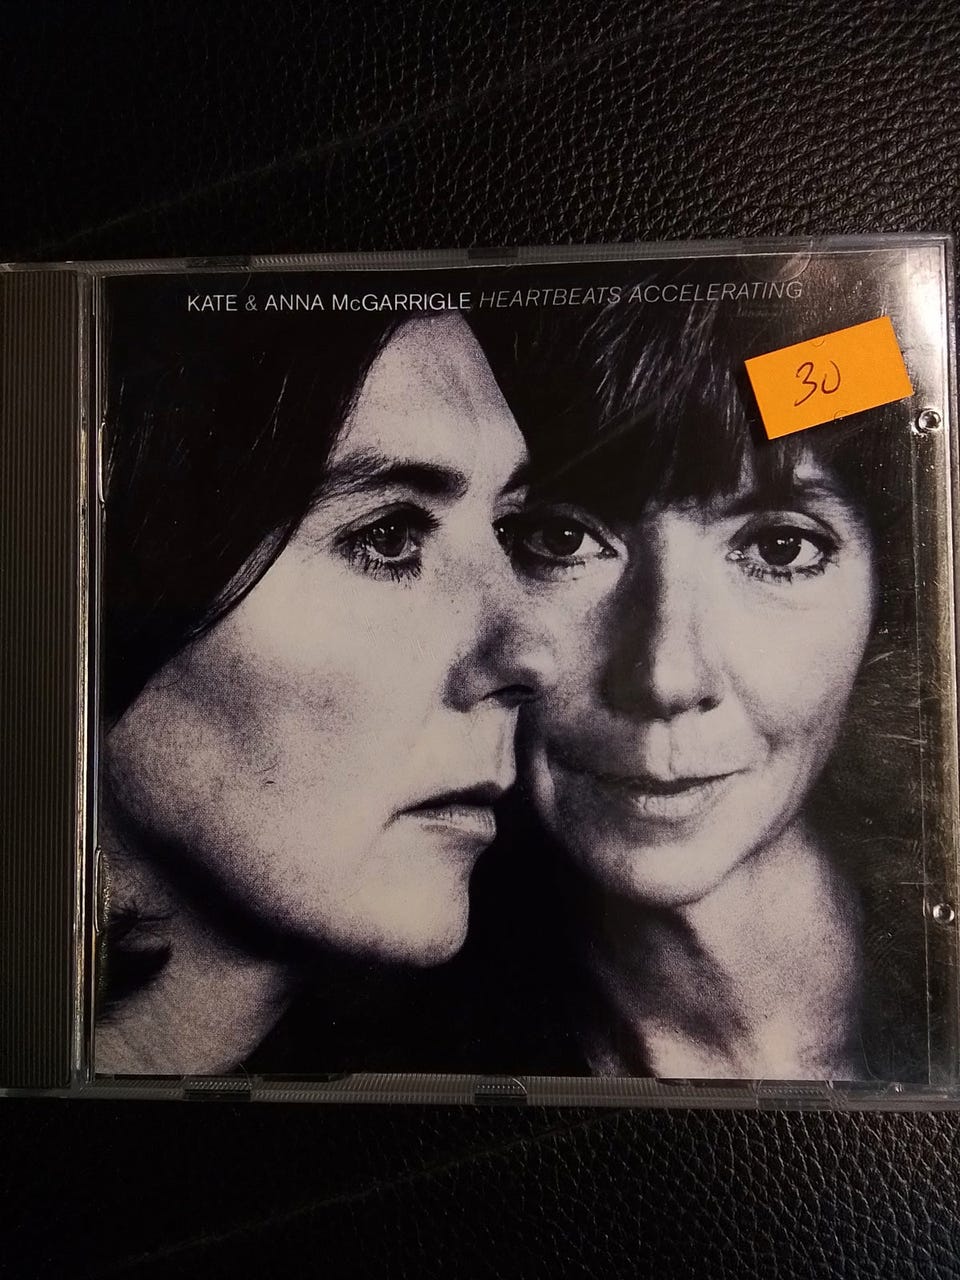 KATE & ANNA McGARRIGLE HEARTBEATS ACCELERATING
30